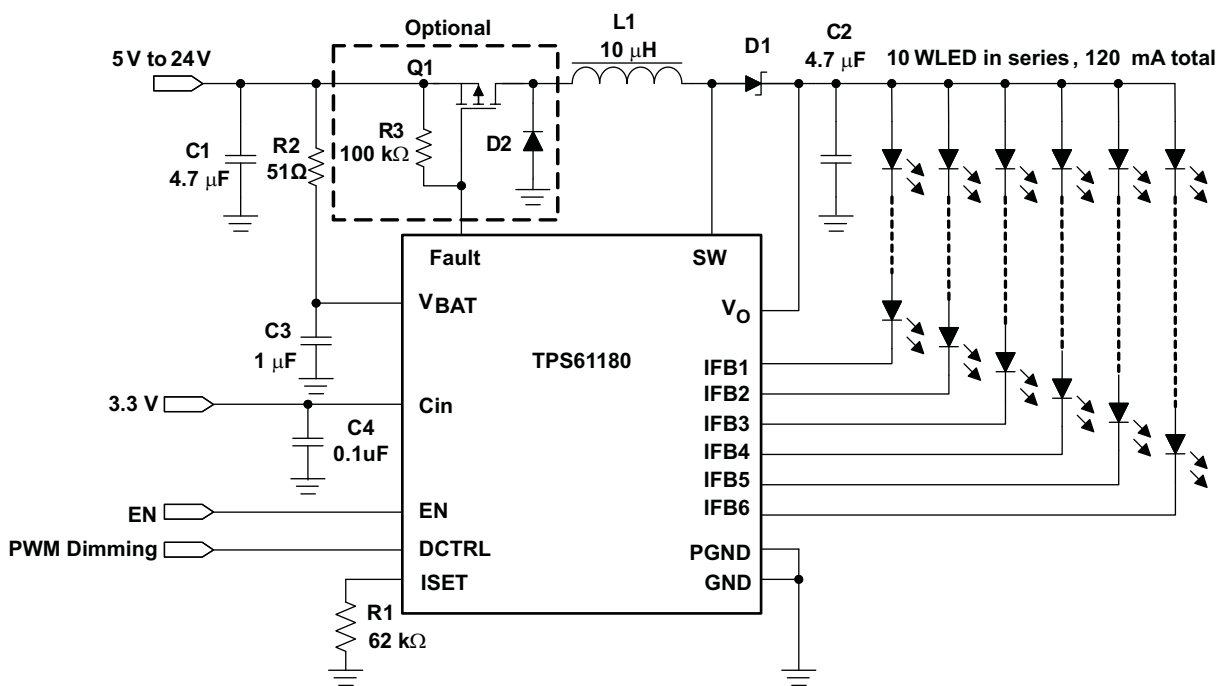 Optional
L1
10 μH
D1
C2
4.7 μF
10 WLED in series , 120 mA total
5 V to 24 V
Q1
R3
100 kΩ
D2
C1
4.7 μF
R2
51Ω
Fault
SW
VBAT
VO
C3
1 μF
TPS61180
IFB1
IFB2
IFB3
IFB4
IFB5
IFB6
3.3 V
Cin
C4
0.1uF
EN
EN
PWM Dimming
DCTRL
PGND
ISET
GND
R1
62 kΩ